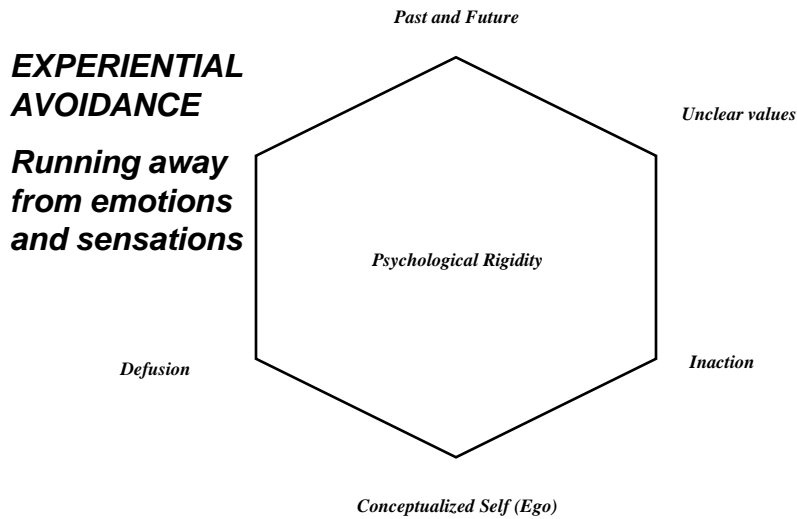 Past and Future
EXPERIENTIAL
AVOIDANCE
Unclear values
Running away
from emotions
and sensations
Psychological Rigidity
Defusion
Inaction
Conceptualized Self (Ego)